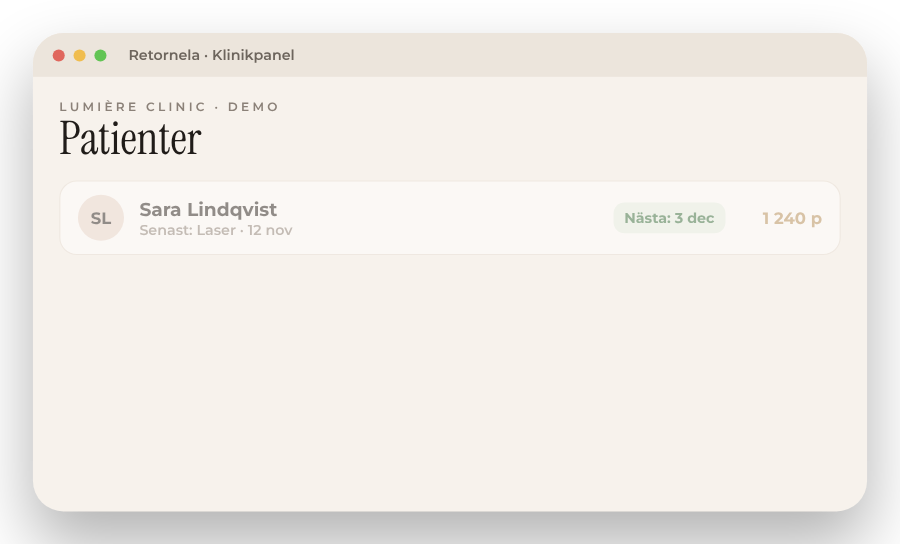 Retornela · Klinikpanel
LUMIÈRE CLINIC · DEMO
Patienter
SL
Sara Lindqvist
Senast: Laser · 12 nov
Nästa: 3 dec
1 240 p